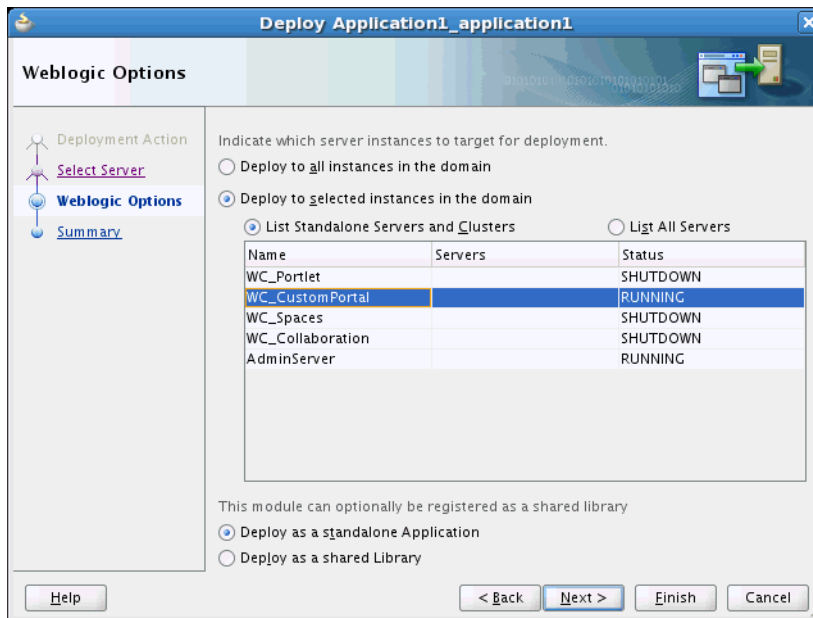 Deploy Application1_application1
Weblogic Options
Deployment Action
Select Server
Weblogic Options
Summary
Indicate which server instances to target for deployment.
Deploy to all instances in the domain
Deploy to selected instances in the domain
List Standalone Servers and Clusters List All Servers
Name Servers Status
WC_Portlet SHUTDOWN
WC_CustomPortal RUNNING
WC_Spaces SHUTDOWN
WC_Collaboration SHUTDOWN
AdminServer RUNNING
This module can optionally be registered as a shared library
Deploy as a standalone Application
Deploy as a shared Library
Help < Back Next > Finish Cancel